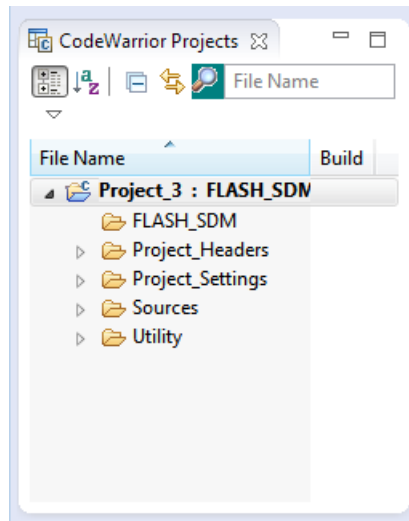 CodeWarrior Projects
File Name
File Name Build
Project_3 : FLASH_SDM
FLASH_SDM
Project_Headers
Project_Settings
Sources
Utility